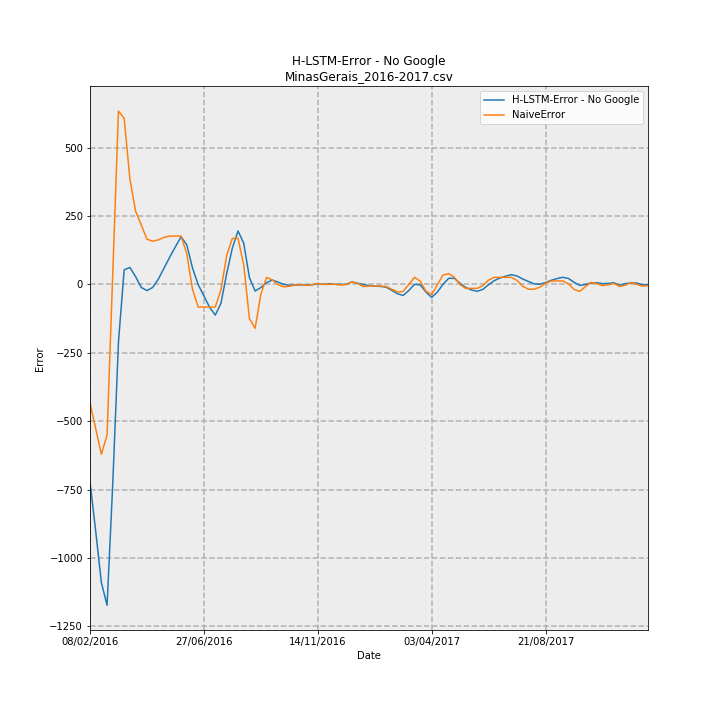 H-LSTM-Error - No Google
MinasGerais_2016-2017.csv
H-LSTM-Error - No Google
NaiveError
500
250
0
−250
−500
−750
−1000
−1250
Error
08/02/2016
27/06/2016
14/11/2016
03/04/2017
21/08/2017
Date